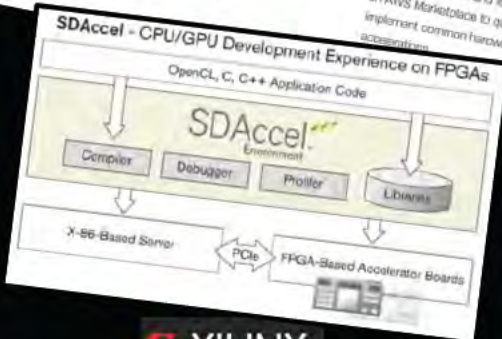 AWS Marketplace to
implement common
SDAccel - CPU/GPU Development Experience on FPGAs
OpenCL, C, C++ Application Code
SDAccel
Environment
Compiler
Debugger
Profiler
Libraries
X-86-Based Server
PCIe
FPGA-Based Accelerator Boards
XILINX